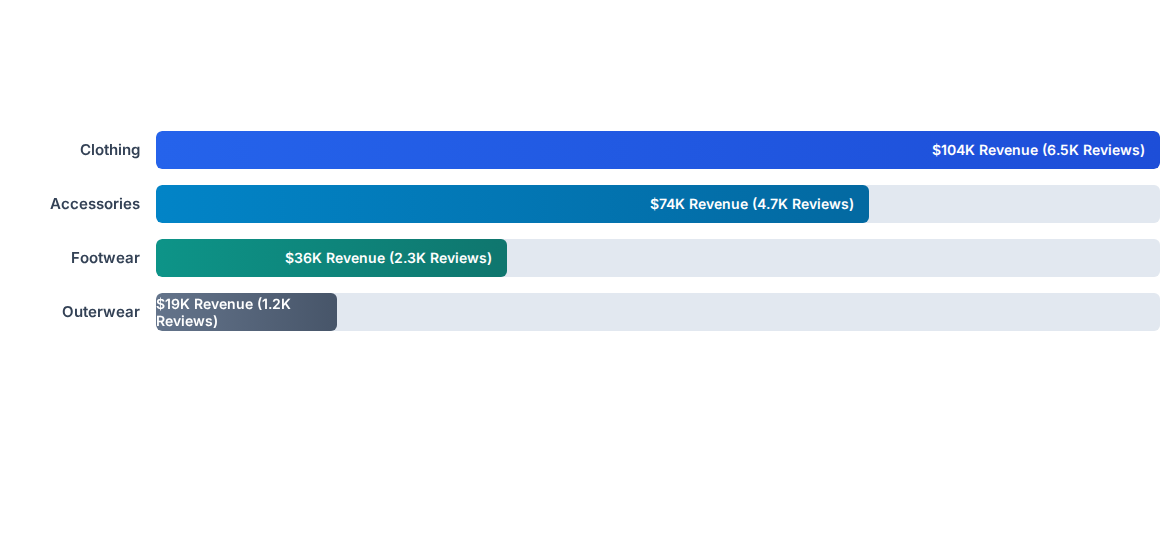 Clothing
$104K Revenue (6.5K Reviews)
Accessories
$74K Revenue (4.7K Reviews)
Footwear
$36K Revenue (2.3K Reviews)
Outerwear
$19K Revenue (1.2K
Reviews)